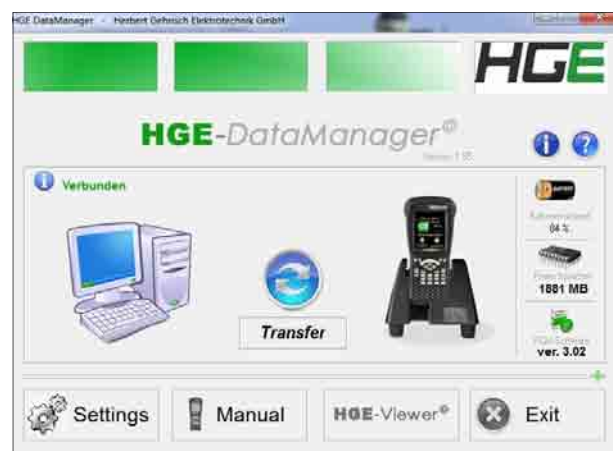 HGE DataManager - Herbert Gehrisch Elektrotechnik GmbH
HGE
HGE-DataManager©
Verbunden
84 %
1881 MB
ver. 3.02
Transfer
Settings
Manual
HGE-Viewer®
Exit